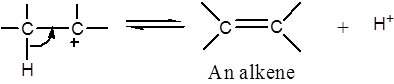 C C C C + H+
+
H
An alkene